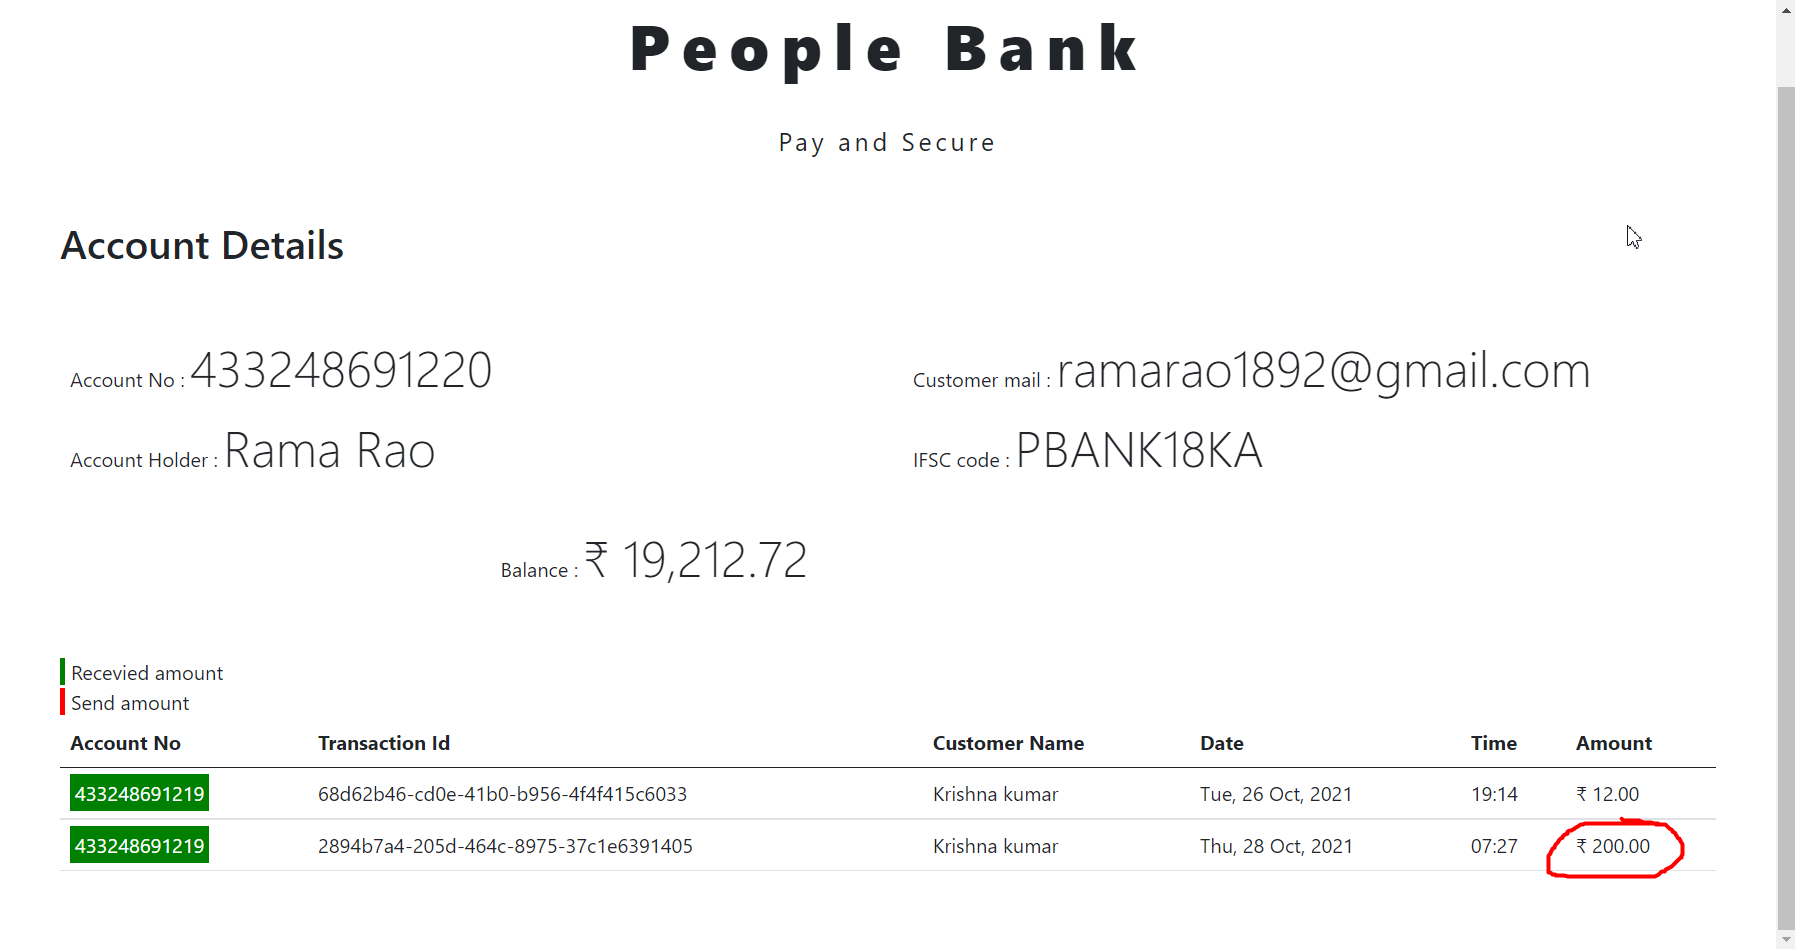 People Bank
Pay and Secure
Account Details
Account No : 433248691220 Customer mail : ramarao1892@gmail.com
Account Holder : Rama Rao IFSC code : PBANK18KA
Balance : ₹ 19,212.72
Recevied amount
Send amount
Account No Transaction Id Customer Name Date Time Amount
433248691219 68d62b46-cd0e-41b0-b956-4f4f415c6033 Krishna kumar Tue, 26 Oct, 2021 19:14 ₹ 12.00
433248691219 2894b7a4-205d-464c-8975-37c1e6391405 Krishna kumar Thu, 28 Oct, 2021 07:27 ₹ 200.00